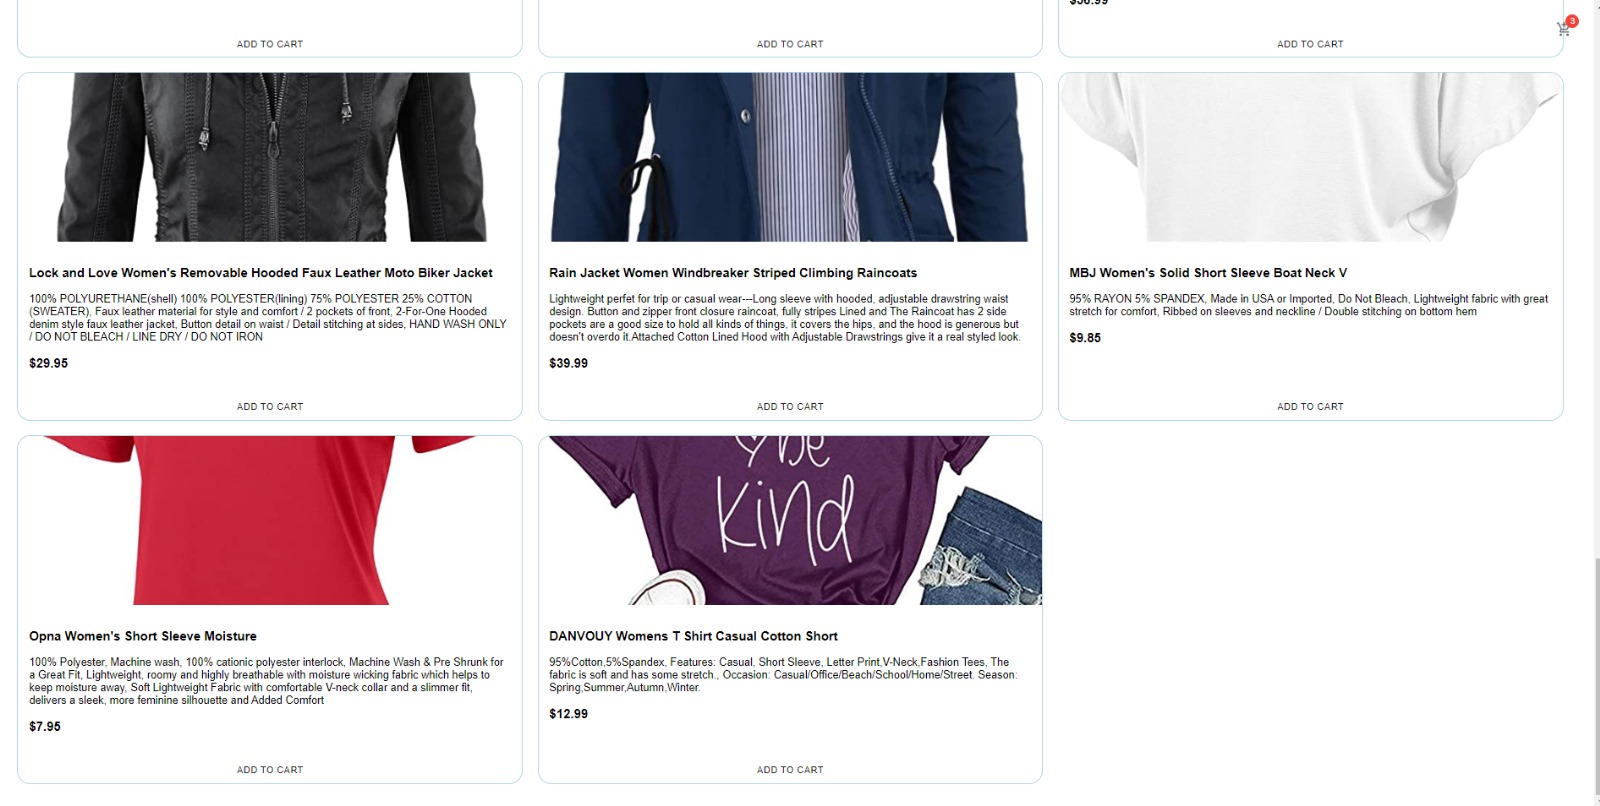 $56.99
3
ADD TO CART
ADD TO CART
ADD TO CART
Lock and Love Women's Removable Hooded Faux Leather Moto Biker Jacket
100% POLYURETHANE(shell) 100% POLYESTER(lining) 75% POLYESTER 25% COTTON
(SWEATER), Faux leather material for style and comfort / 2 pockets of front, 2-For-One Hooded
denim style faux leather jacket, Button detail on waist / Detail stitching at sides, HAND WASH ONLY
/ DO NOT BLEACH / LINE DRY / DO NOT IRON
$29.95
ADD TO CART
Rain Jacket Women Windbreaker Striped Climbing Raincoats
Lightweight perfet for trip or casual wear---Long sleeve with hooded, adjustable drawstring waist
design. Button and zipper front closure raincoat, fully stripes Lined and The Raincoat has 2 side
pockets are a good size to hold all kinds of things, it covers the hips, and the hood is generous but
doesn't overdo it.Attached Cotton Lined Hood with Adjustable Drawstrings give it a real styled look.
$39.99
ADD TO CART
MBJ Women's Solid Short Sleeve Boat Neck V
95% RAYON 5% SPANDEX, Made in USA or Imported, Do Not Bleach, Lightweight fabric with great
stretch for comfort, Ribbed on sleeves and neckline / Double stitching on bottom hem
$9.85
ADD TO CART
Opna Women's Short Sleeve Moisture
100% Polyester, Machine wash, 100% cationic polyester interlock, Machine Wash & Pre Shrunk for
a Great Fit, Lightweight, roomy and highly breathable with moisture wicking fabric which helps to
keep moisture away, Soft Lightweight Fabric with comfortable V-neck collar and a slimmer fit,
delivers a sleek, more feminine silhouette and Added Comfort
$7.95
ADD TO CART
be
Kind
DANVOUY Womens T Shirt Casual Cotton Short
95%Cotton,5%Spandex, Features: Casual, Short Sleeve, Letter Print,V-Neck,Fashion Tees, The
fabric is soft and has some stretch., Occasion: Casual/Office/Beach/School/Home/Street. Season:
Spring,Summer,Autumn,Winter.
$12.99
ADD TO CART